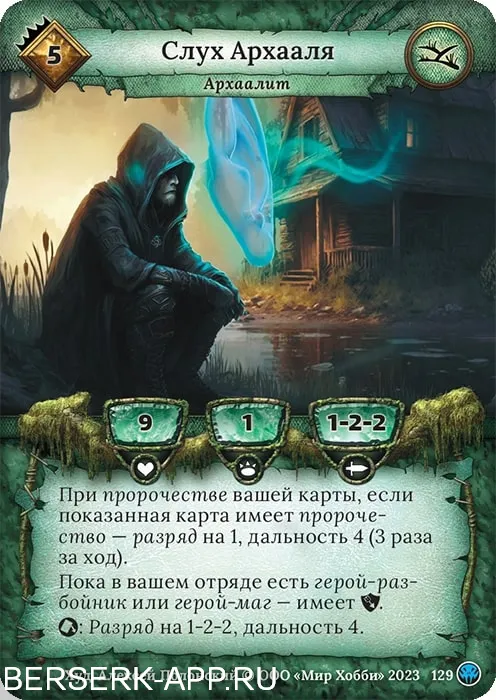 5
Слух Архааля
Архаалит
9
1
1-2-2
При пророчестве вашей карты, если
показанная карта имеет пророче-
ство — разряд на 1, дальность 4 (3 раза
за ход).
Пока в вашем отряде есть герой-раз-
бойник или герой-маг — имеет .
: Разряд на 1-2-2, дальность 4.
© ООО «Мир Хобби» 2023 129
BERSERK-APP.RU